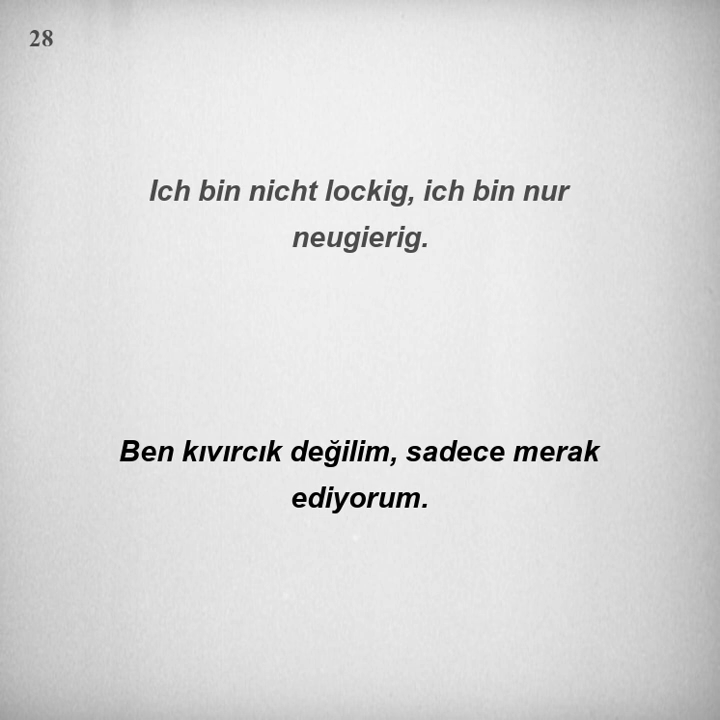 28
Ich bin nicht lockig, ich bin nur
neugierig.
Ben kıvırcık değilim, sadece merak
ediyorum.